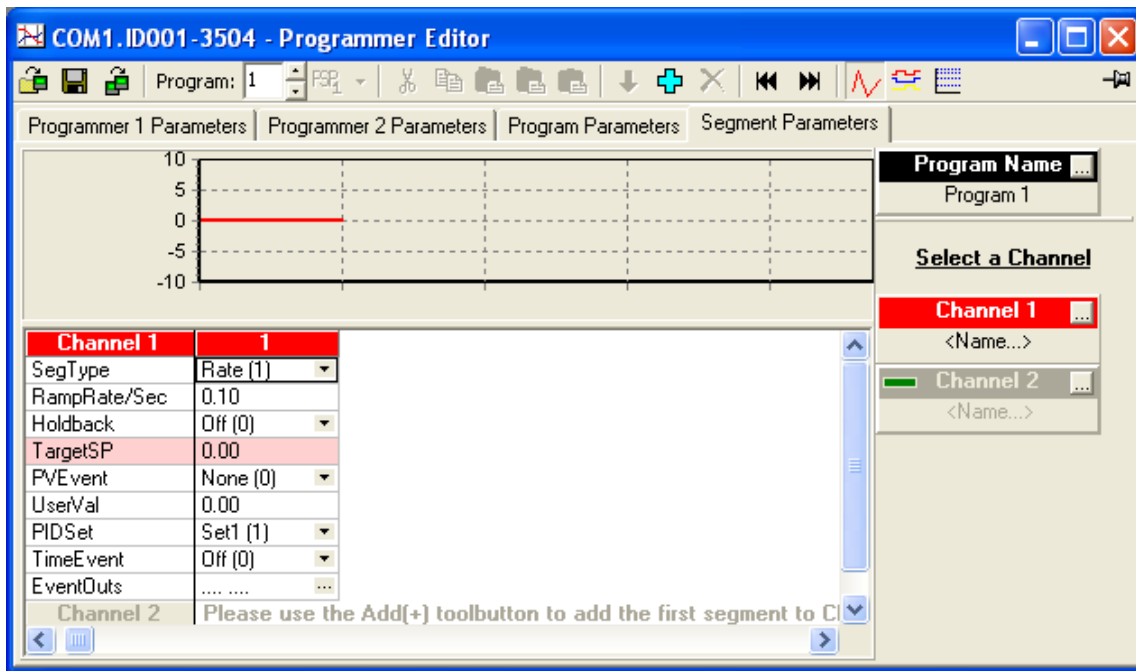 COM1.ID001-3504 - Programmer Editor
Program: 1
Programmer 1 Parameters Programmer 2 Parameters Program Parameters Segment Parameters
10
5
0
-5
-10
Program Name ...
Program 1
Select a Channel
Channel 1 ...
<Name...>
Channel 2 ...
<Name...>
Channel 1 1
SegType Rate (1)
RampRate/Sec 0.10
Holdback Off (0)
TargetSP 0.00
PVEvent None (0)
UserVal 0.00
PIDSet Set1 (1)
TimeEvent Off (0)
EventOuts .... .... ...
Channel 2 Please use the Add(+) toolbutton to add the first segment to